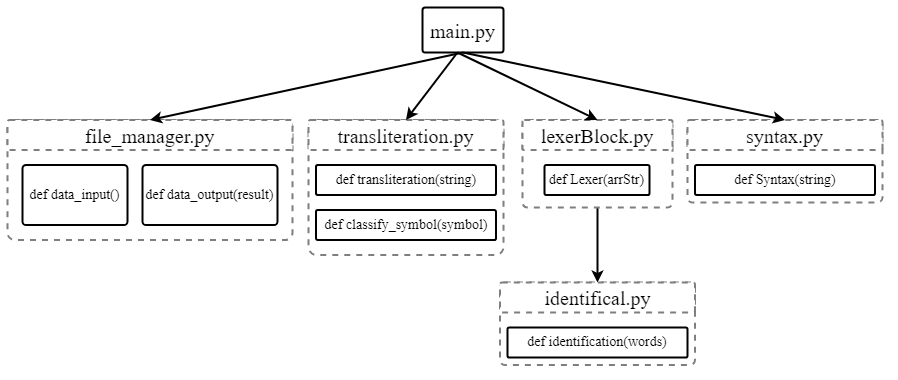 main.py
file_manager.py
def data_input()
def data_output(result)
transliteration.py
def transliteration(string)
def classify_symbol(symbol)
lexerBlock.py
def Lexer(arrStr)
syntax.py
def Syntax(string)
identifical.py
def identification(words)